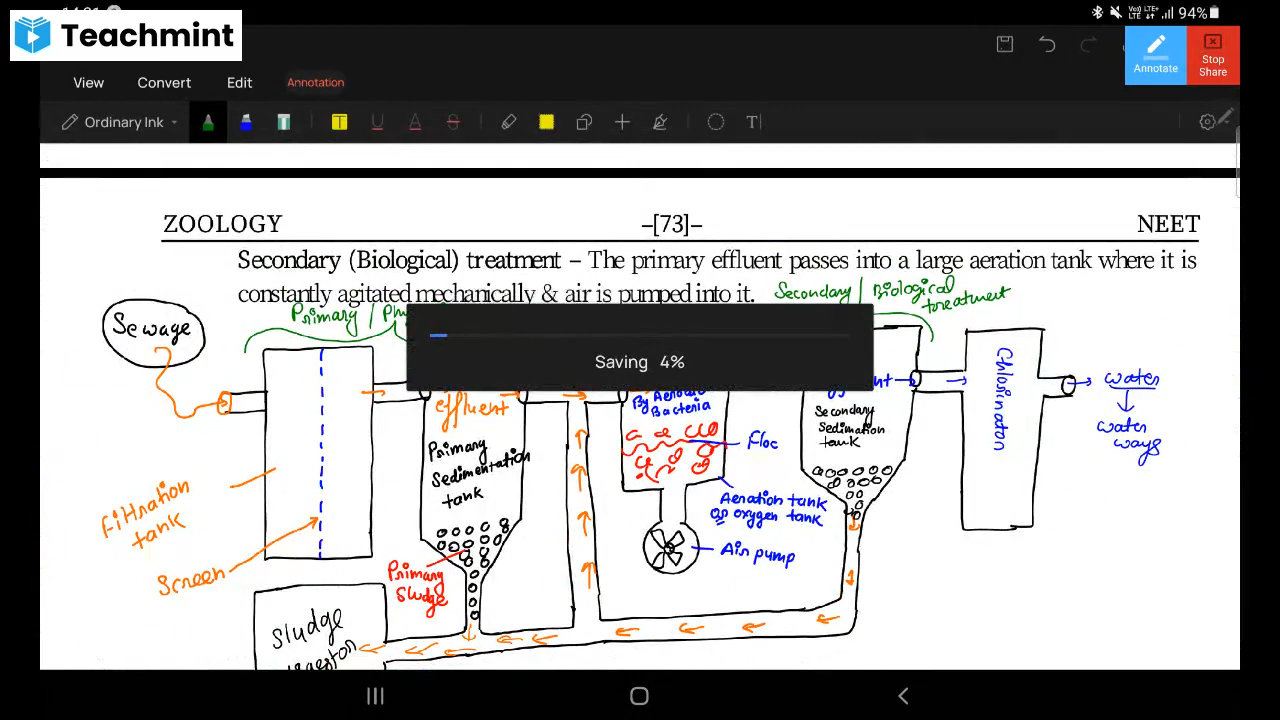 94%
Teachmint
Annotate
Stop
Share
View
Convert
Edit
Annotation
Ordinary Ink
ZOOLOGY
–[73]–
NEET
Secondary (Biological) treatment – The primary effluent passes into a large aeration tank where it is
constantly agitated mechanically & air is pumped into it.
Primary /
Secondary / Biological
treatment
Sewage
Saving 4%
effluent
By Aerobic
Bacteria
Floc
Primary
Sedimentation
tank
Secondary
Sedimation
tank
Chlorinator
water
water
ways
Filtration
tank
Screen
Aeration tank
or oxygen tank
Air pump
Primary
Sludge
Sludge